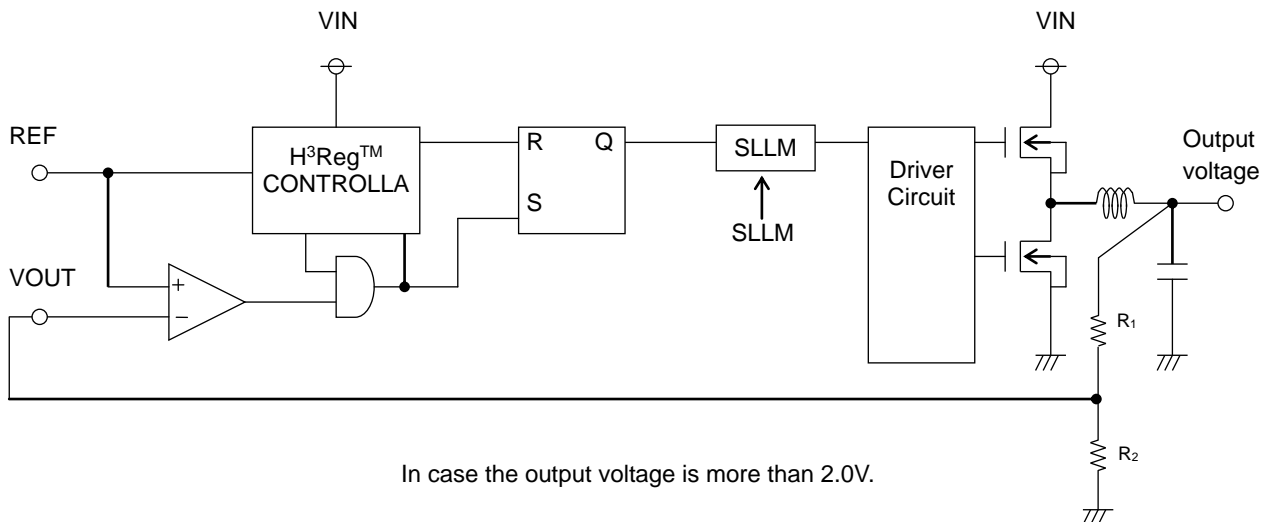 VIN
VIN
REF
H³Reg™
CONTROLLA
R
Q
S
SLLM
SLLM
Driver
Circuit
Output
voltage
VOUT
+
−
R₁
R₂
In case the output voltage is more than 2.0V.